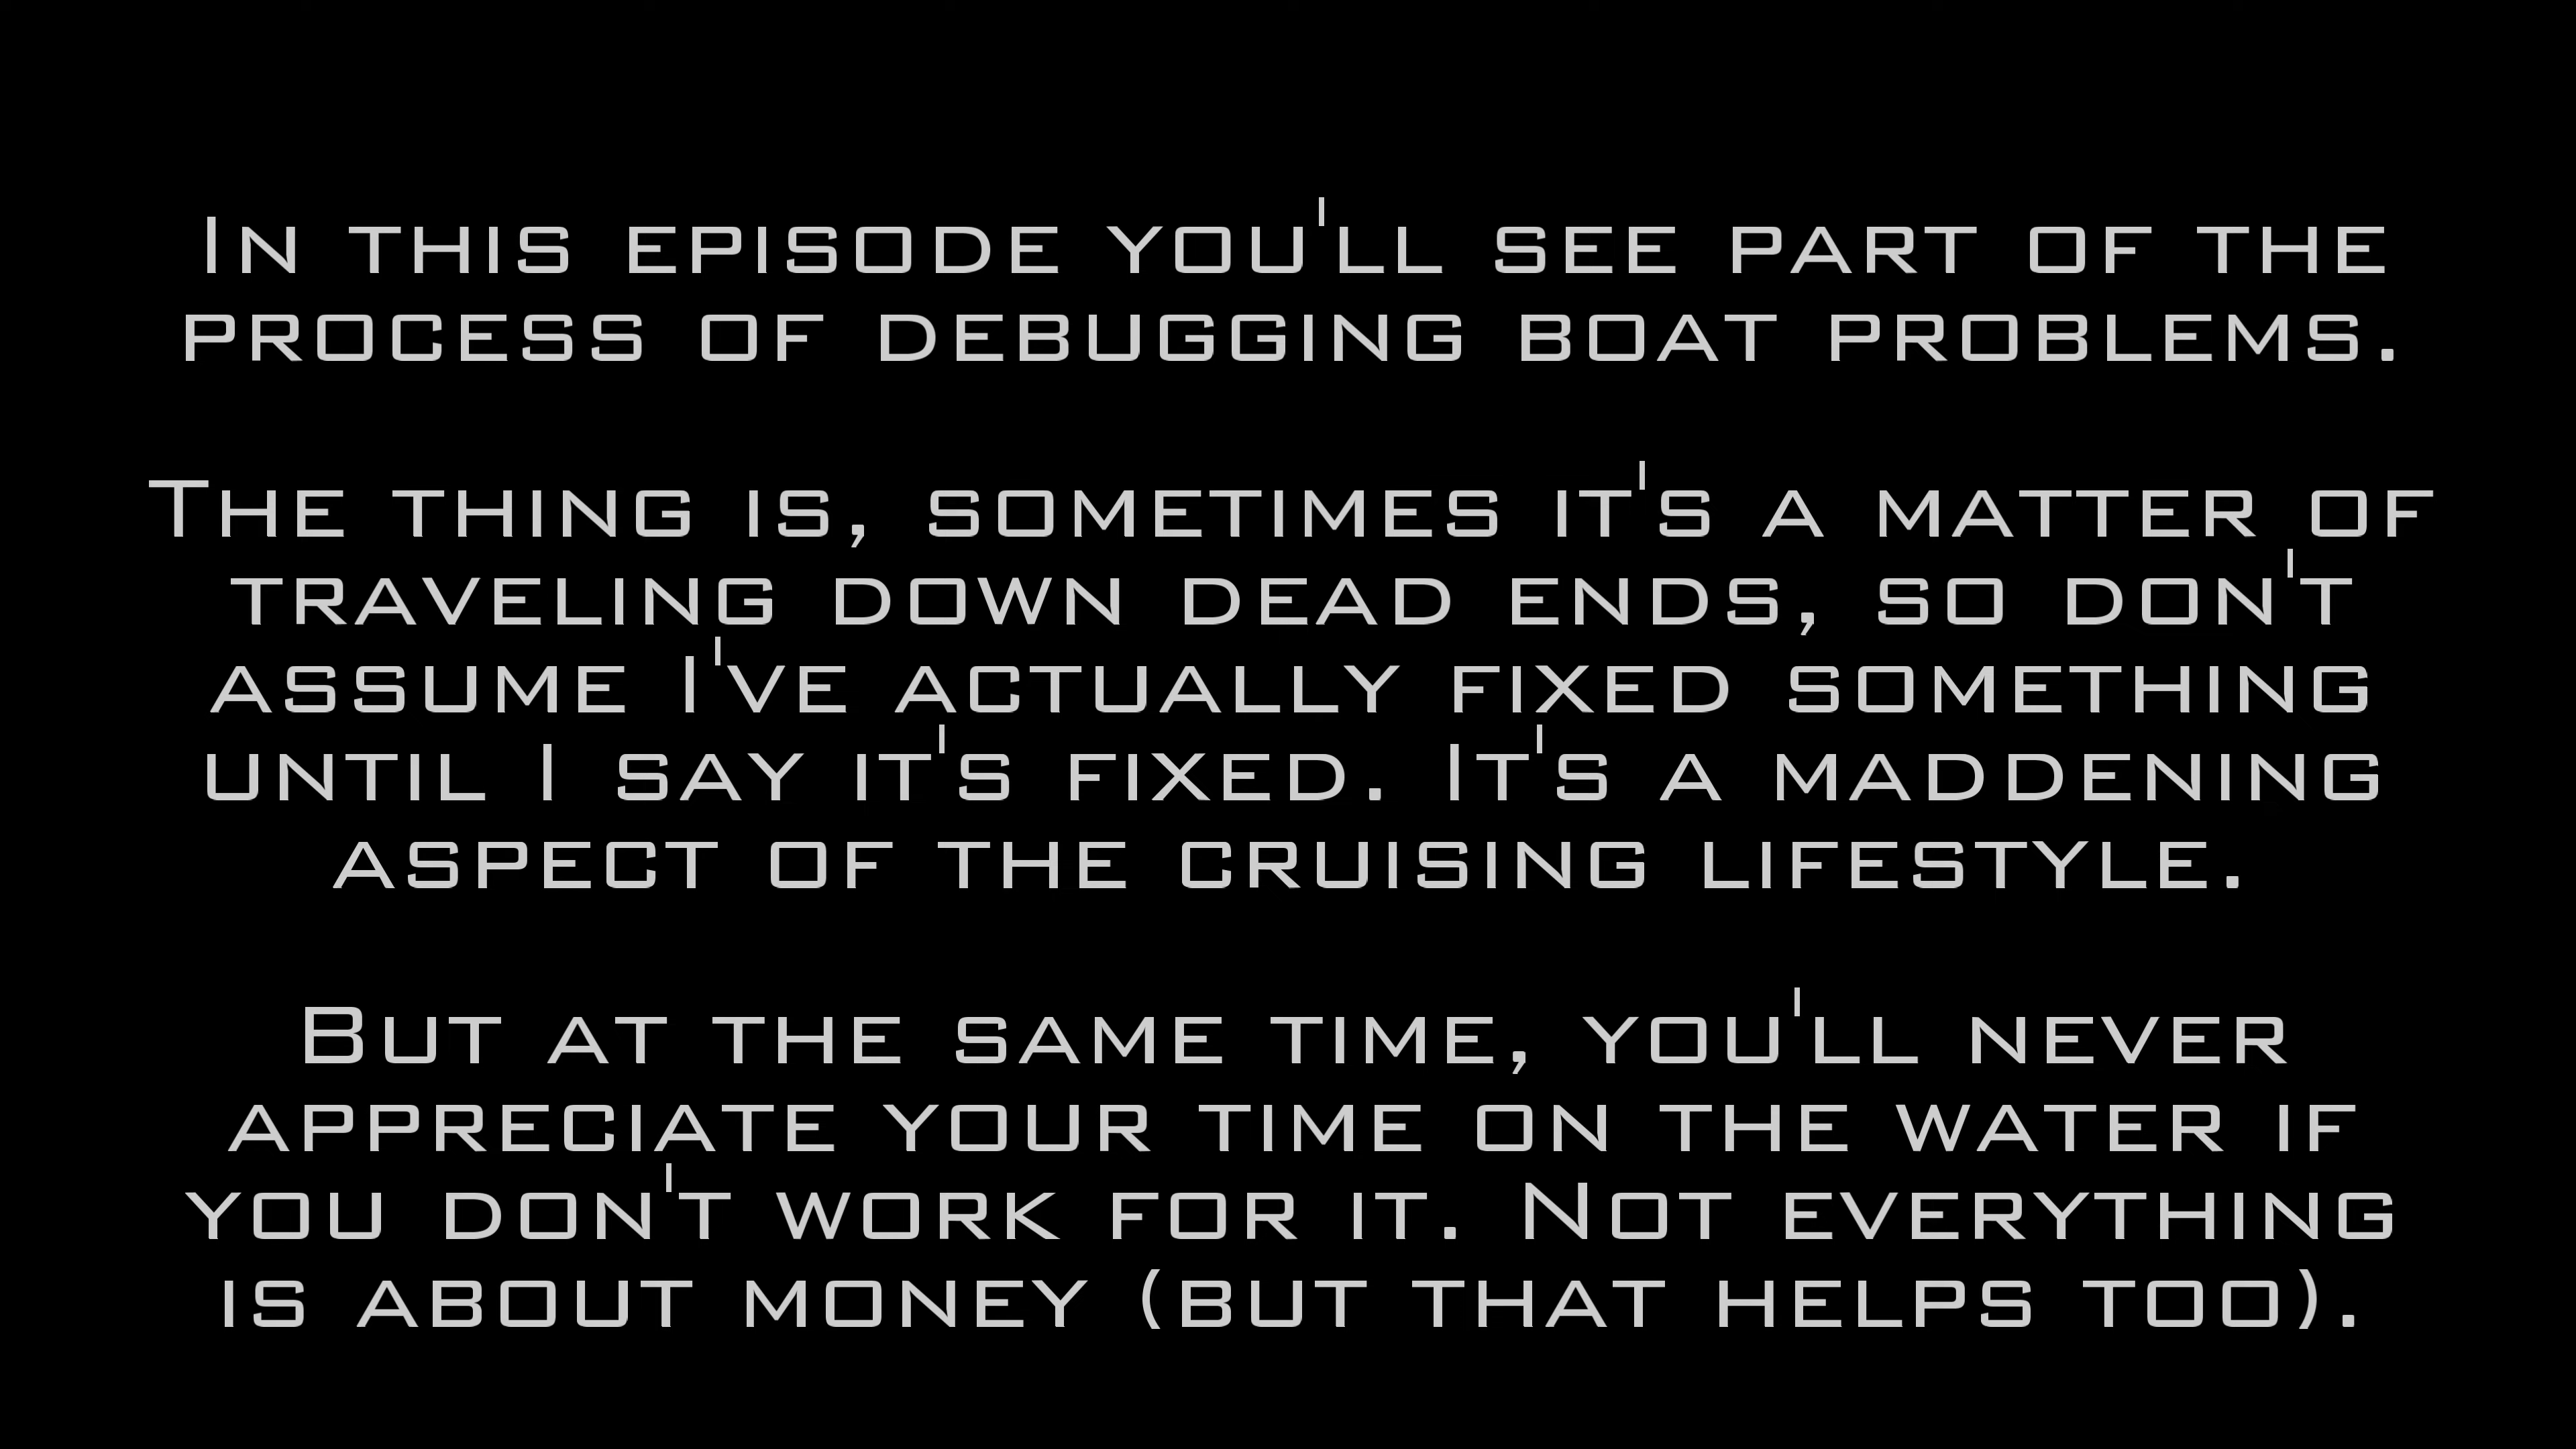 In this episode you'll see part of the
process of debugging boat problems.
The thing is, sometimes it's a matter of
traveling down dead ends, so don't
assume I've actually fixed something
until I say it's fixed. It's a maddening
aspect of the cruising lifestyle.
But at the same time, you'll never
appreciate your time on the water if
you don't work for it. Not everything
is about money (but that helps too).